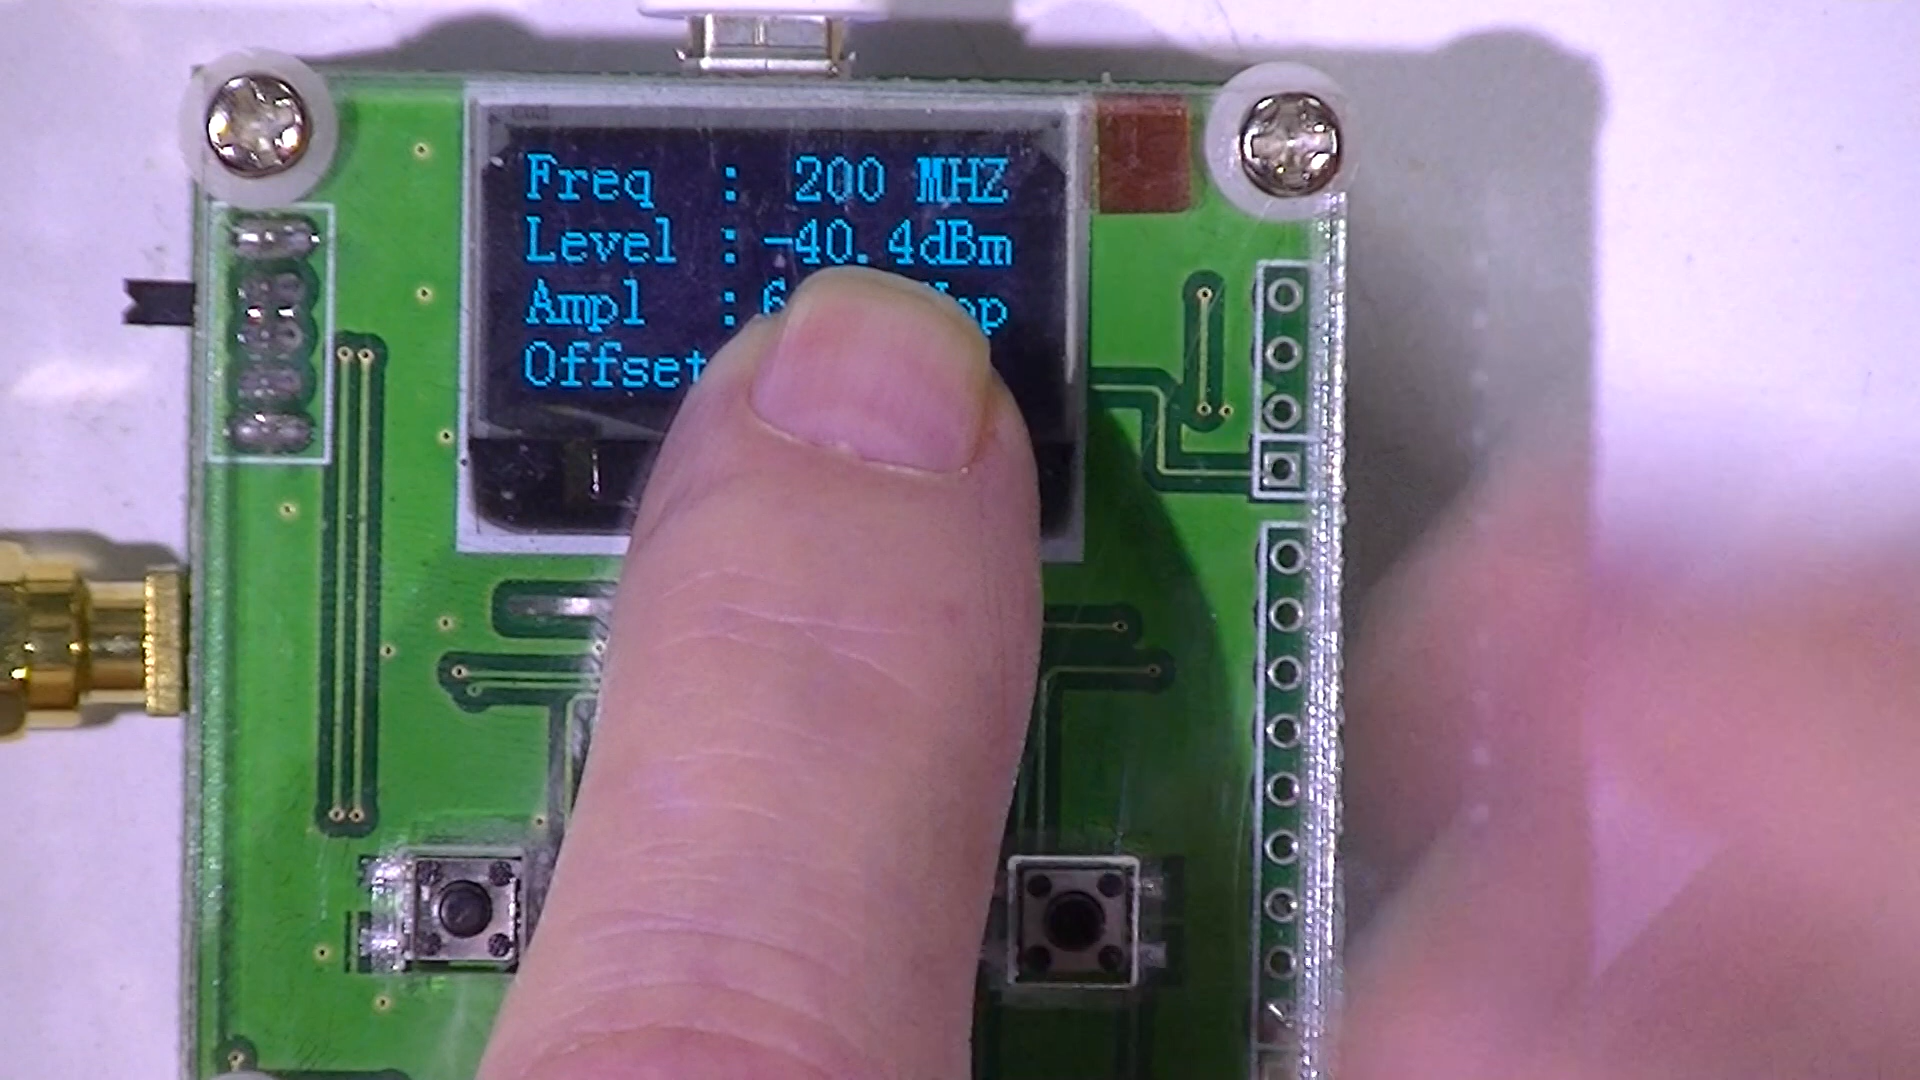 Freq : 200 MHZ
Level : -40.4dBm
Ampl :
Offset